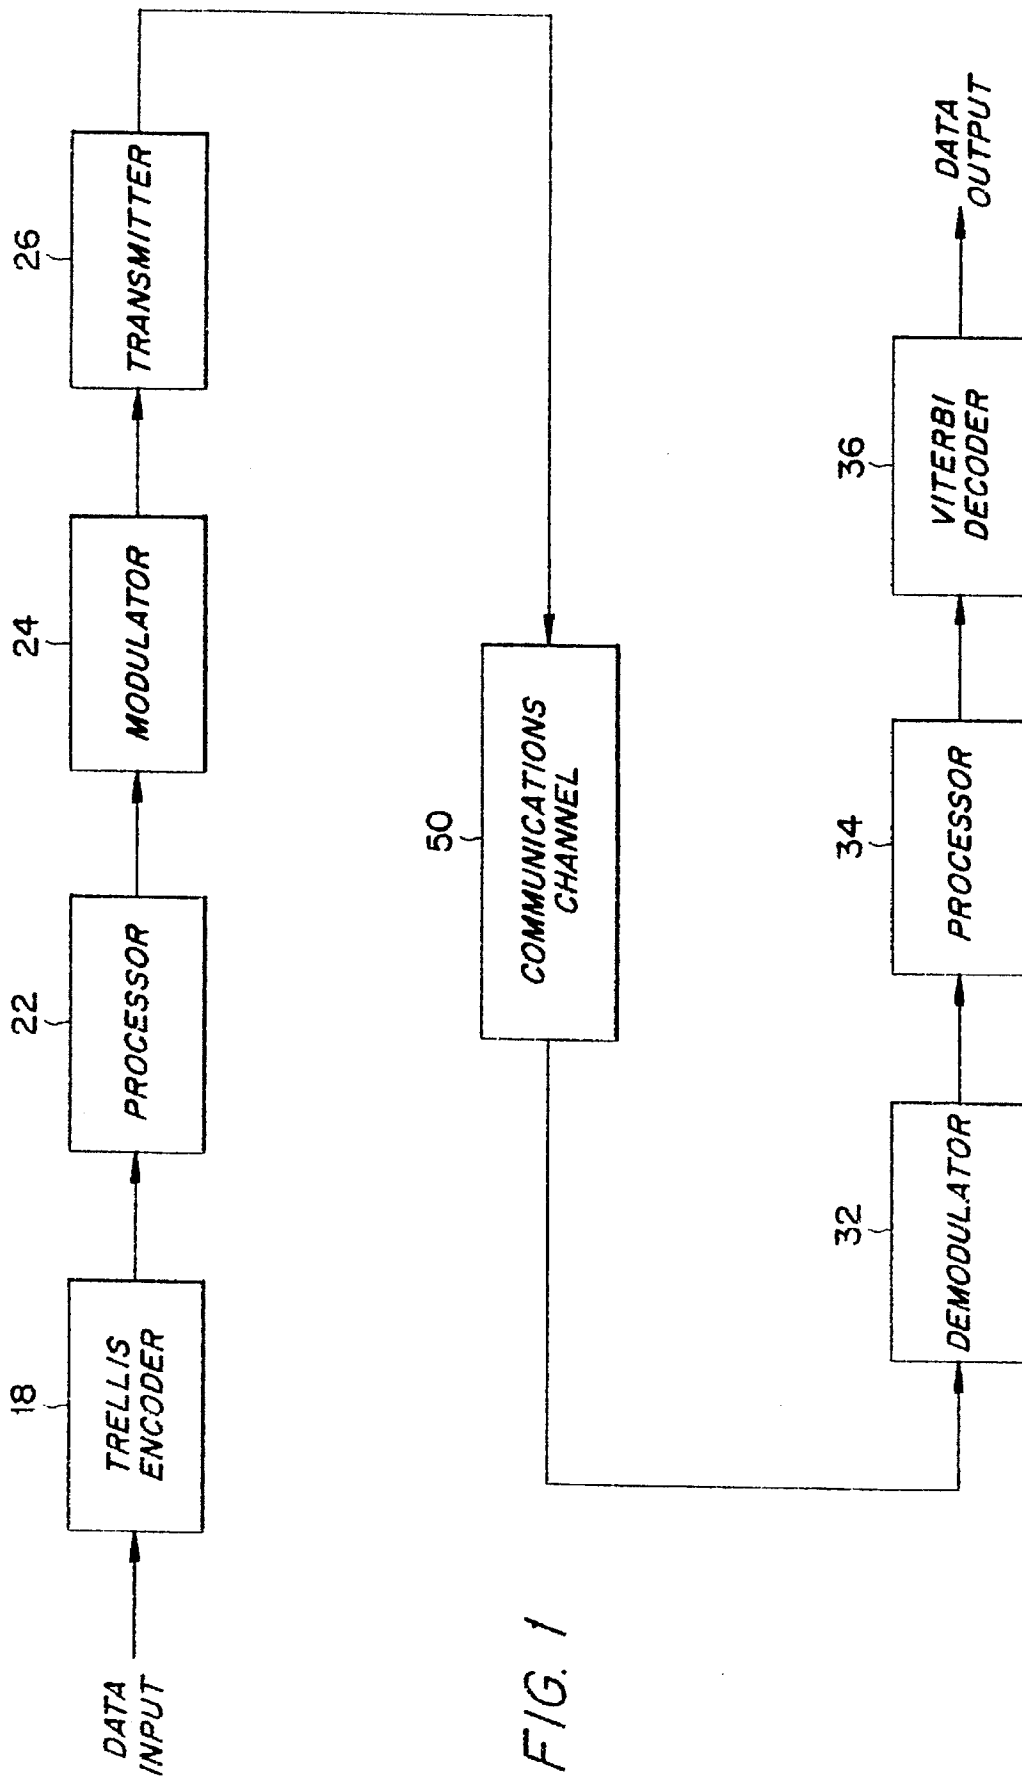 DATA
INPUT
18
TRELLIS
ENCODER
22
PROCESSOR
24
MODULATOR
26
TRANSMITTER
50
COMMUNICATIONS
CHANNEL
32
DEMODULATOR
34
PROCESSOR
36
VITERBI
DECODER
DATA
OUTPUT
FIG. 1